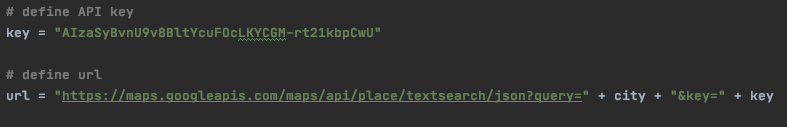 # define API key
key = "AIzaSyBvnU9v8BltYcuFOcLKYCGM-rt21kbpCwU"
# define url
url = "https://maps.googleapis.com/maps/api/place/textsearch/json?query=" + city + "&key=" + key